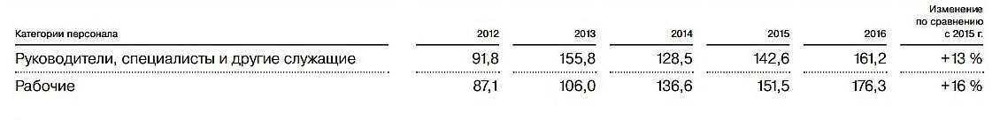 Изменение
по сравнению
Категории персонала 2012 2013 2014 2015 2016 с 2015 г.
Руководители, специалисты и другие служащие 91,8 155,8 128,5 142,6 161,2 +13 %
Рабочие 87,1 106,0 136,6 151,5 176,3 +16 %